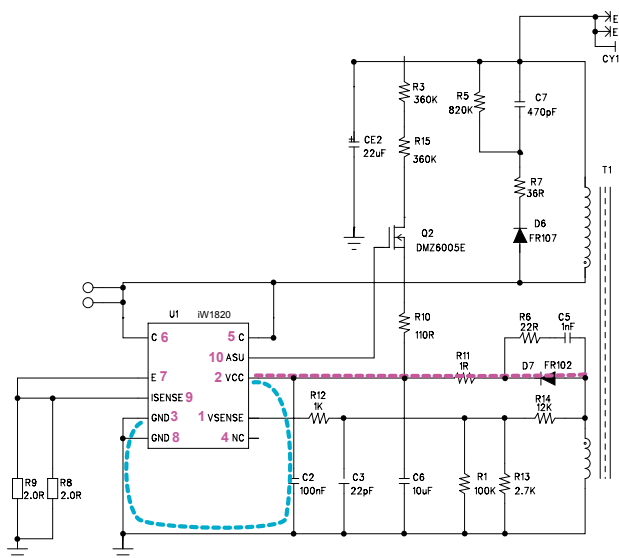 E
E
CY1
R3
360K
R5
820K
C7
470pF
CE2
22uF
R15
360K
R7
36R
T1
D6
FR107
Q2
DMZ6005E
U1 iW1820
C 6
5 C
10 ASU
R10
110R
R6
22R
C5
1nF
E 7
2 VCC
R11
1R
D7 FR102
ISENSE 9
GND 3
1 VSENSE
R12
1K
R14
12K
GND 8
4 NC
R9
2.0R
R8
2.0R
C2
100nF
C3
22pF
C6
10uF
R1
100K
R13
2.7K